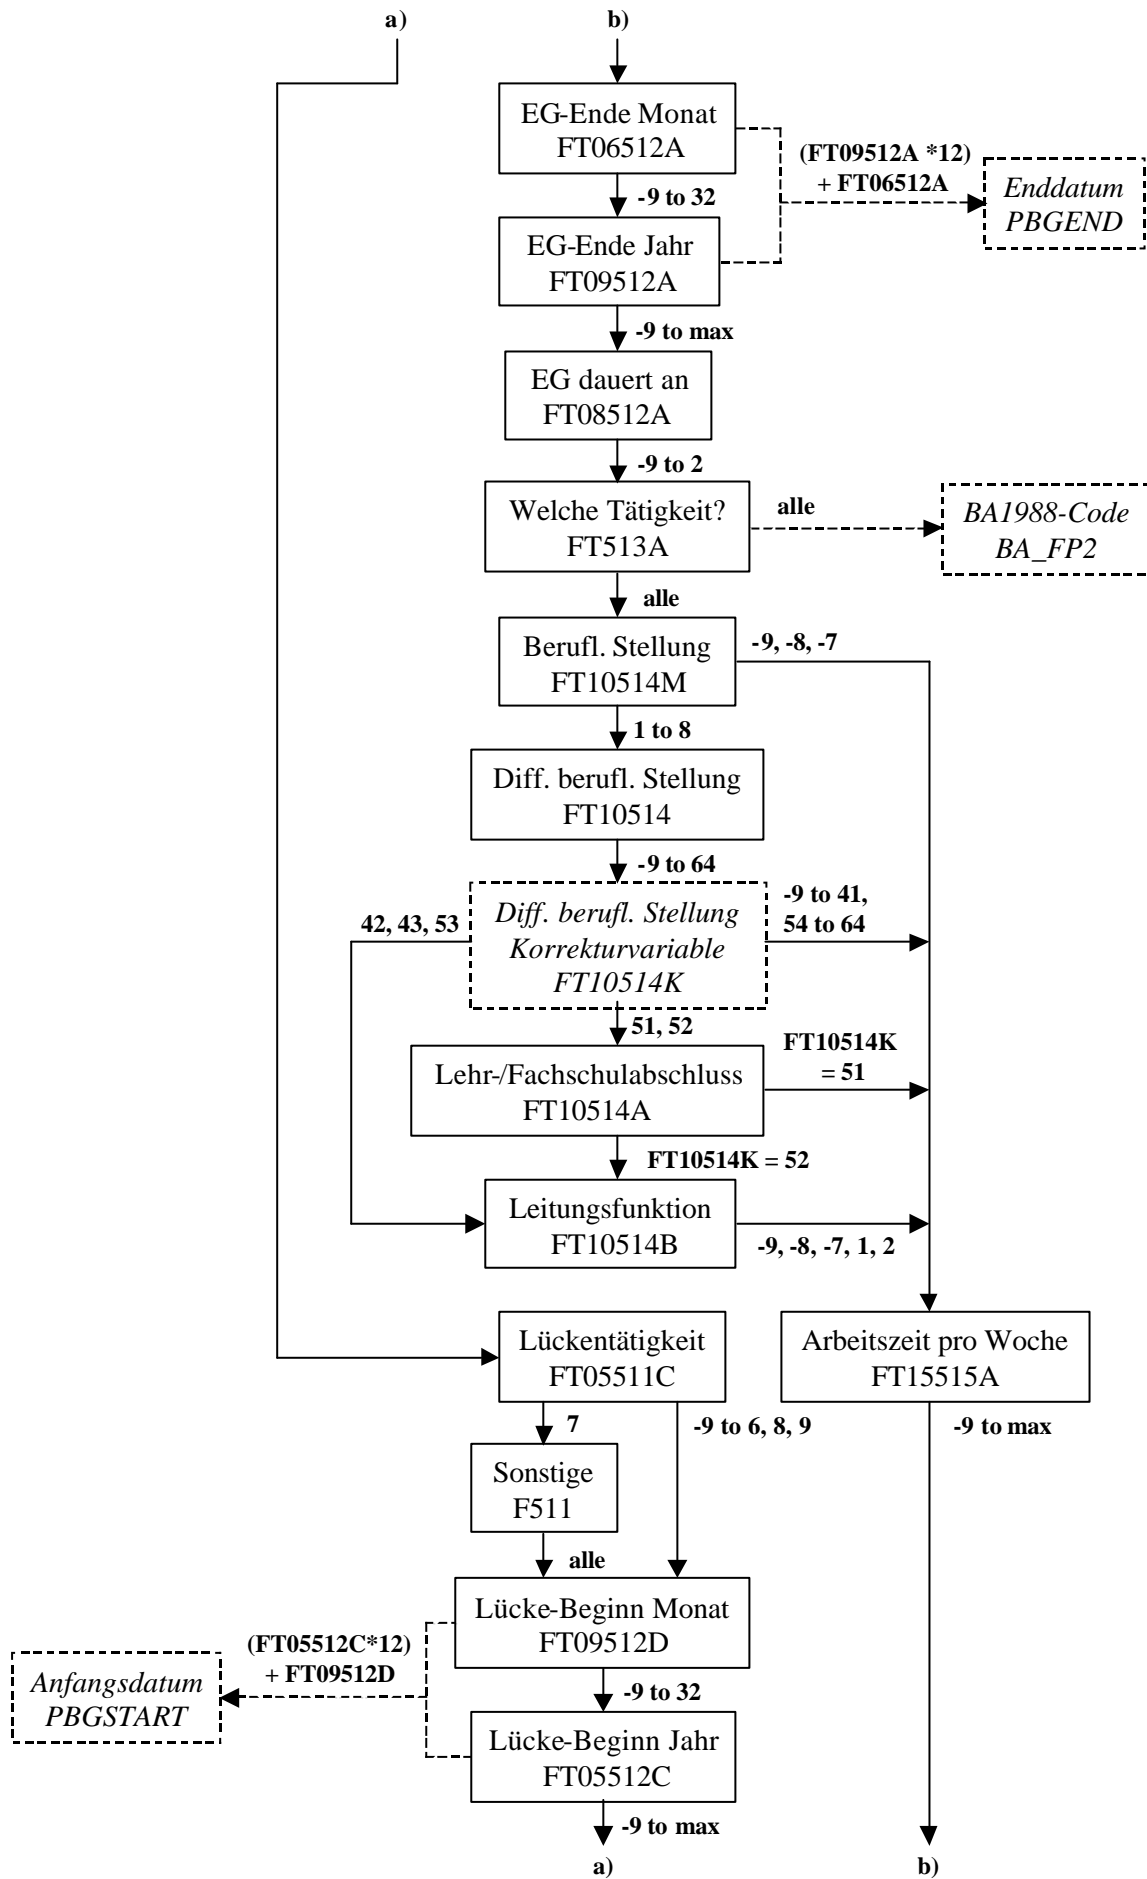 a)
b)
EG-Ende Monat
FT06512A
(FT09512A *12)
+ FT06512A
Enddatum
PBGEND
-9 to 32
EG-Ende Jahr
FT09512A
-9 to max
EG dauert an
FT08512A
-9 to 2
Welche Tätigkeit?
FT513A
alle
BA1988-Code
BA_FP2
alle
Berufl. Stellung
FT10514M
-9, -8, -7
1 to 8
Diff. berufl. Stellung
FT10514
-9 to 64
42, 43, 53
Diff. berufl. Stellung
Korrekturvariable
FT10514K
-9 to 41,
54 to 64
51, 52
Lehr-/Fachschulabschluss
FT10514A
FT10514K
= 51
FT10514K = 52
Leitungsfunktion
FT10514B
-9, -8, -7, 1, 2
Lückentätigkeit
FT05511C
Arbeitszeit pro Woche
FT15515A
7
-9 to 6, 8, 9
-9 to max
Sonstige
F511
alle
Lücke-Beginn Monat
FT09512D
(FT05512C*12)
+ FT09512D
Anfangsdatum
PBGSTART
-9 to 32
Lücke-Beginn Jahr
FT05512C
-9 to max
a)
b)